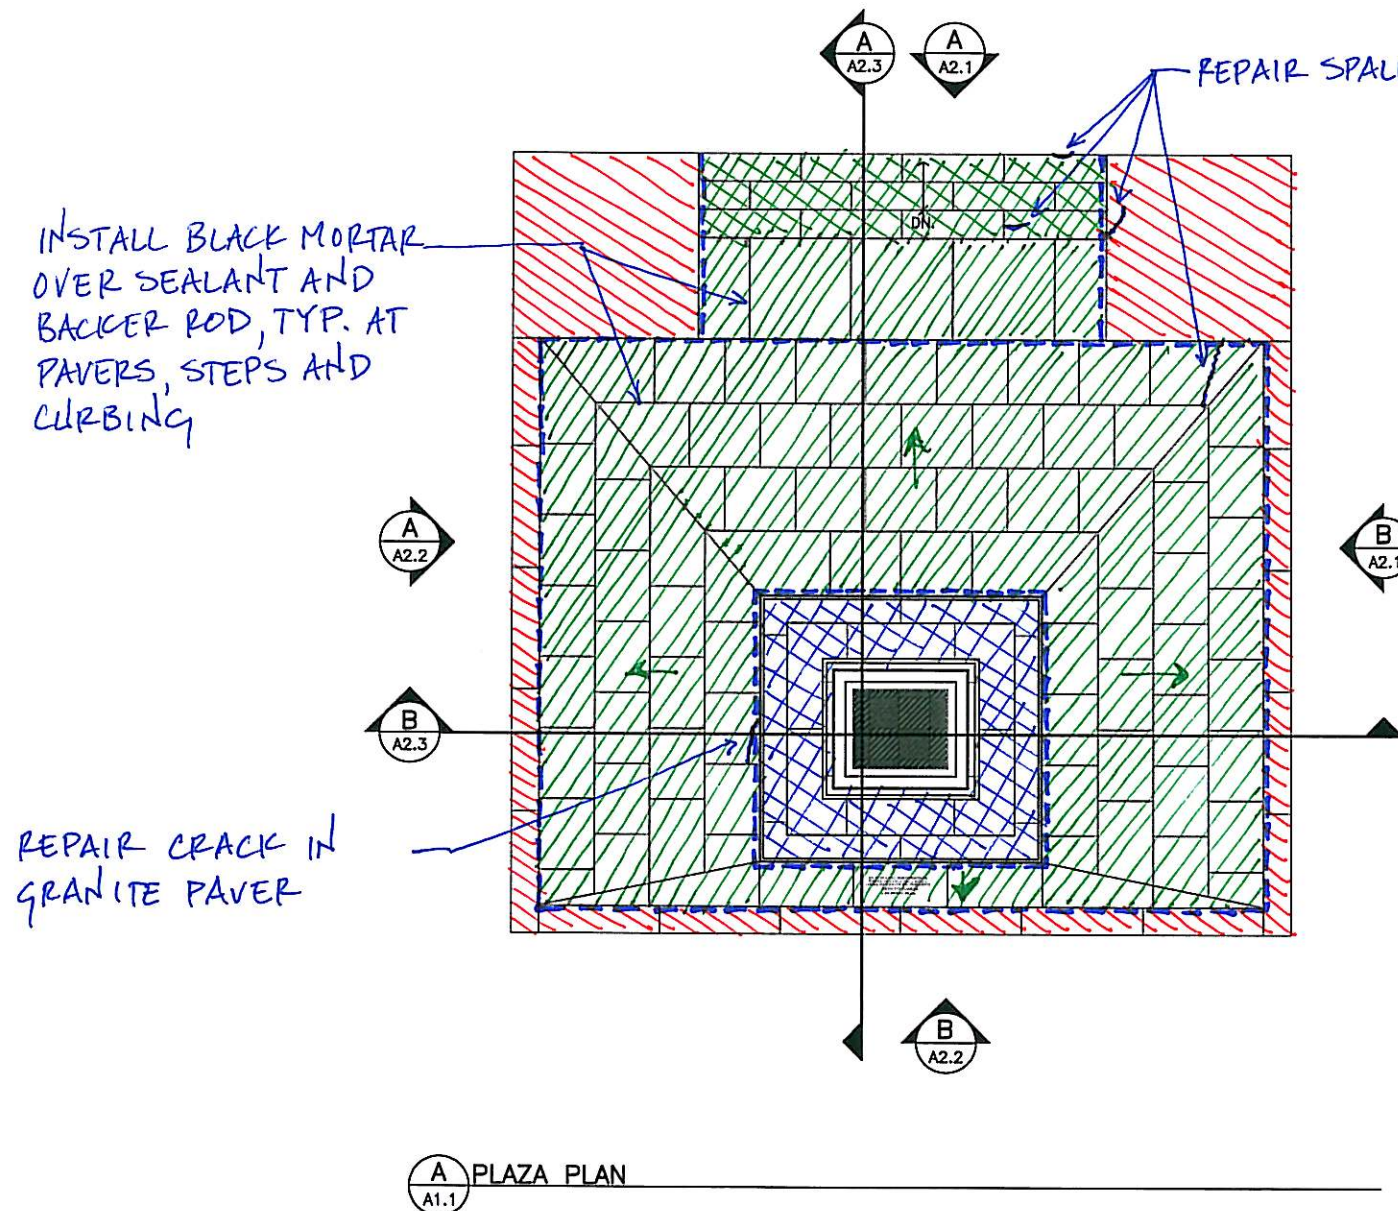 A
A2.3
A
A2.1
REPAIR SPALL
INSTALL BLACK MORTAR
OVER SEALANT AND
BACKER ROD, TYP. AT
PAVERS, STEPS AND
CURBING
DN.
A
A2.2
B
A2.1
B
A2.3
REPAIR CRACK IN
GRANITE PAVER
B
A2.2
A
A1.1
PLAZA PLAN